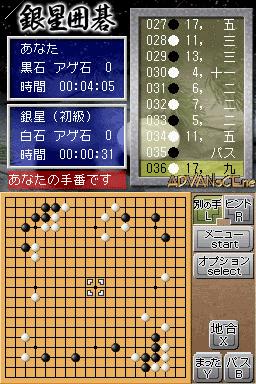 銀星囲碁
あなた
黒石 アゲ石 0
時間 00:04:05
銀星（初級）
白石 アゲ石 0
時間 00:00:31
あなたの手番です
027 17, 五
028 11, 三
029 13, 三
030 4, 十一
031 6, 二
032 7, 二
033 5, 二
034 11, 五
035 パス
036 17, 九
ADVANSCE.ne
別の手
L
ヒント
R
メニュー
start
オプション
select
地合
X
まった
Y
パス
B